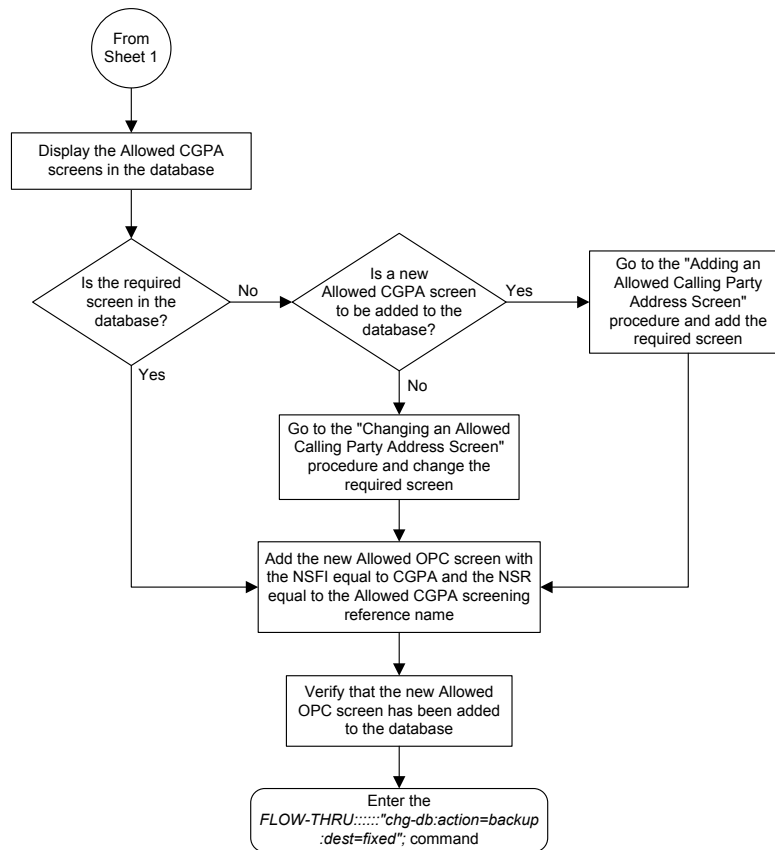 From
Sheet 1
Display the Allowed CGPA
screens in the database
Is the required
screen in the
database?
No
Yes
Is a new
Allowed CGPA screen
to be added to the
database?
Yes
No
Go to the "Adding an
Allowed Calling Party
Address Screen"
procedure and add the
required screen
Go to the "Changing an Allowed
Calling Party Address Screen"
procedure and change the
required screen
Add the new Allowed OPC screen with
the NSFI equal to CGPA and the NSR
equal to the Allowed CGPA screening
reference name
Verify that the new Allowed
OPC screen has been added
to the database
Enter the
FLOW-THRU::::::"chg-db:action=backup
:dest=fixed"; command